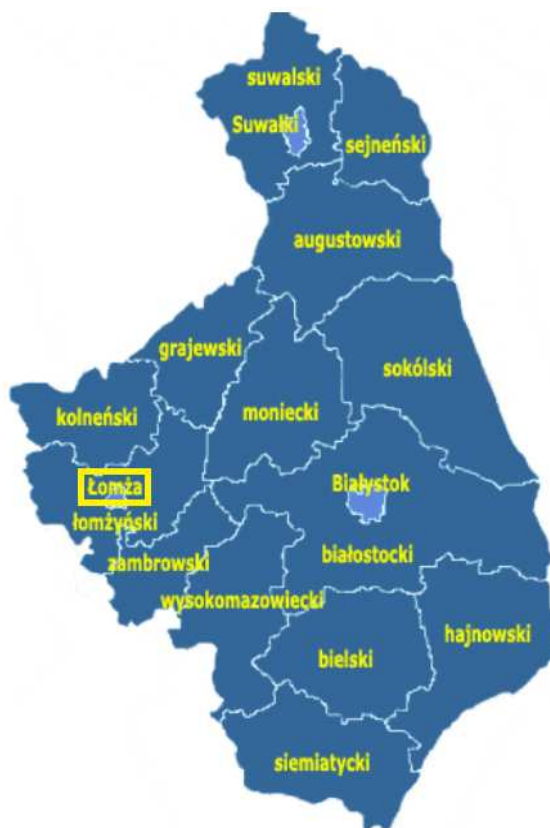 suwalski
Suwałki
sejneński
augustowski
grajewski
sokólski
kolneński
moniecki
Łomża
Białystok
łomżyński
białostocki
zambrowski
wysokomazowiecki
hajnowski
bielski
siemiatycki